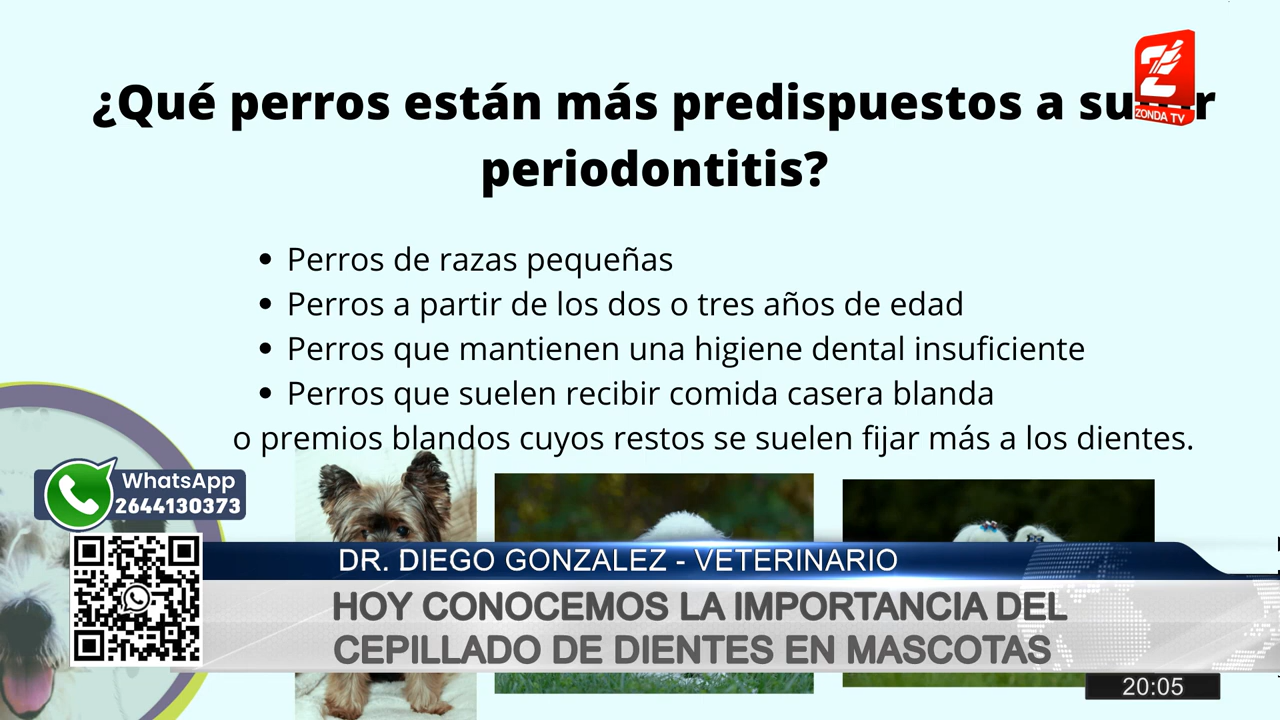 ¿Qué perros están más predispuestos a
periodontitis?
ZONDA TV
• Perros de razas pequeñas
• Perros a partir de los dos o tres años de edad
• Perros que mantienen una higiene dental insuficiente
• Perros que suelen recibir comida casera blanda
o premios blandos cuyos restos se suelen fijar más a los dientes.
WhatsApp
2644130373
DR. DIEGO GONZALEZ - VETERINARIO
HOY CONOCEMOS LA IMPORTANCIA DEL
CEPILLADO DE DIENTES EN MASCOTAS
20:05